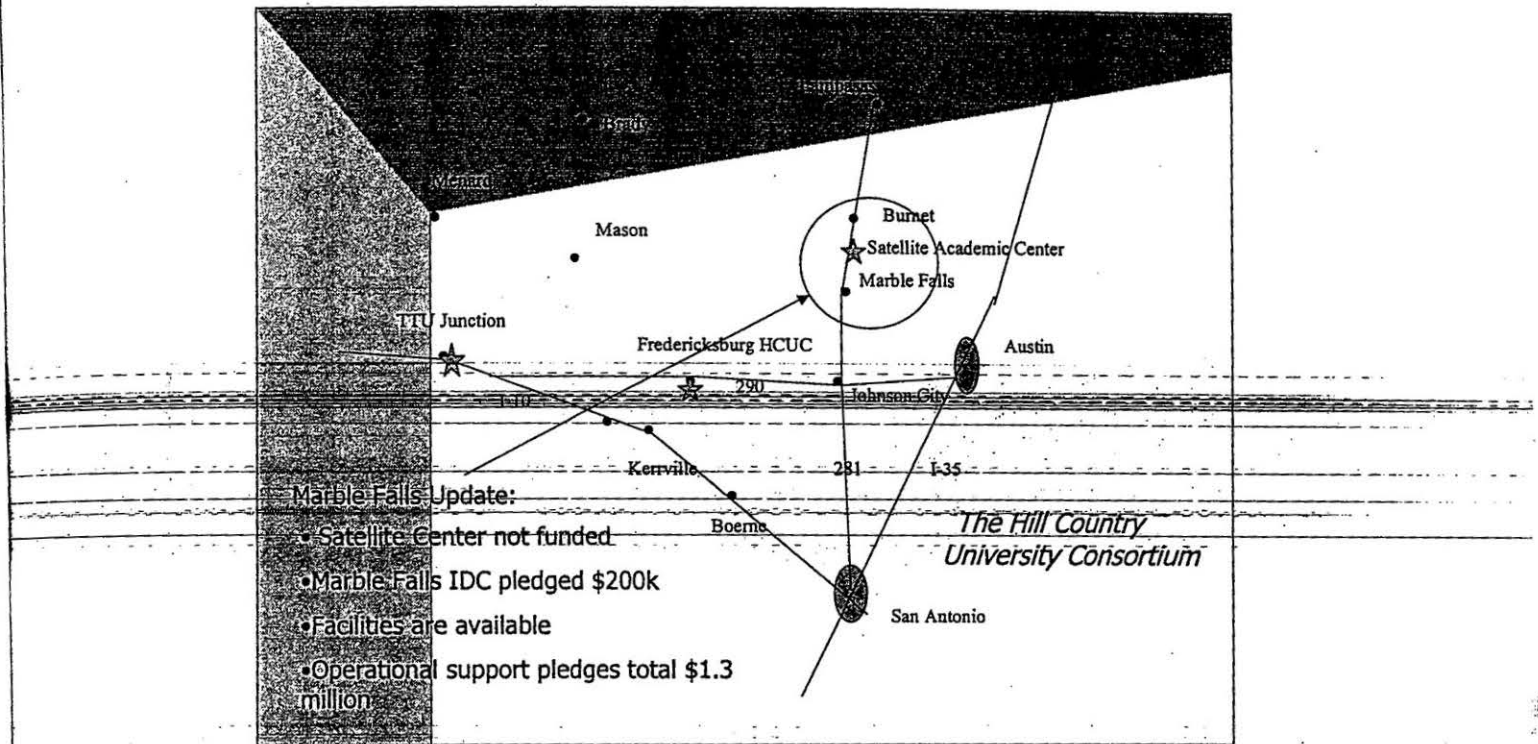 Lampasas
Brady
Menard
Burnet
Mason
Satellite Academic Center
Marble Falls
TTU Junction
Fredericksburg HCUC
Austin
290
Johnson City
I-10
Kerrville
281
I-35
Marble Falls Update:
• Satellite Center not funded
•Marble Falls IDC pledged $200k
•Facilities are available
•Operational support pledges total $1.3
million
Boerne
The Hill Country
University Consortium
San Antonio